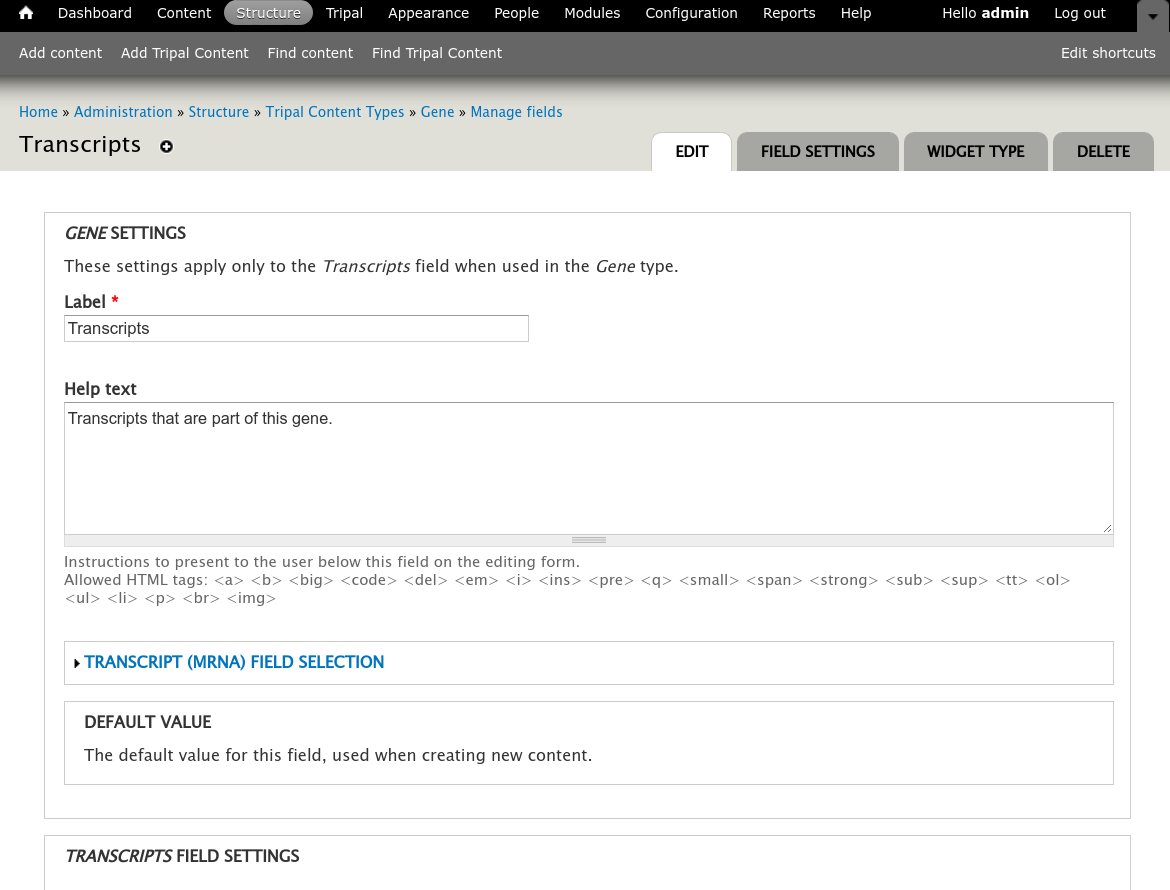 Dashboard Content Structure Tripal Appearance People Modules Configuration Reports Help Hello admin Log out
Add content Add Tripal Content Find content Find Tripal Content Edit shortcuts
Home » Administration » Structure » Tripal Content Types » Gene » Manage fields
Transcripts
EDIT FIELD SETTINGS WIDGET TYPE DELETE
GENE SETTINGS
These settings apply only to the Transcripts field when used in the Gene type.
Label *
Transcripts
Help text
Transcripts that are part of this gene.
Instructions to present to the user below this field on the editing form.
Allowed HTML tags: <a> <b> <big> <code> <del> <em> <i> <ins> <pre> <q> <small> <span> <strong> <sub> <sup> <tt> <ol>
<ul> <li> <p> <br> <img>
TRANSCRIPT (MRNA) FIELD SELECTION
DEFAULT VALUE
The default value for this field, used when creating new content.
TRANSCRIPTS FIELD SETTINGS